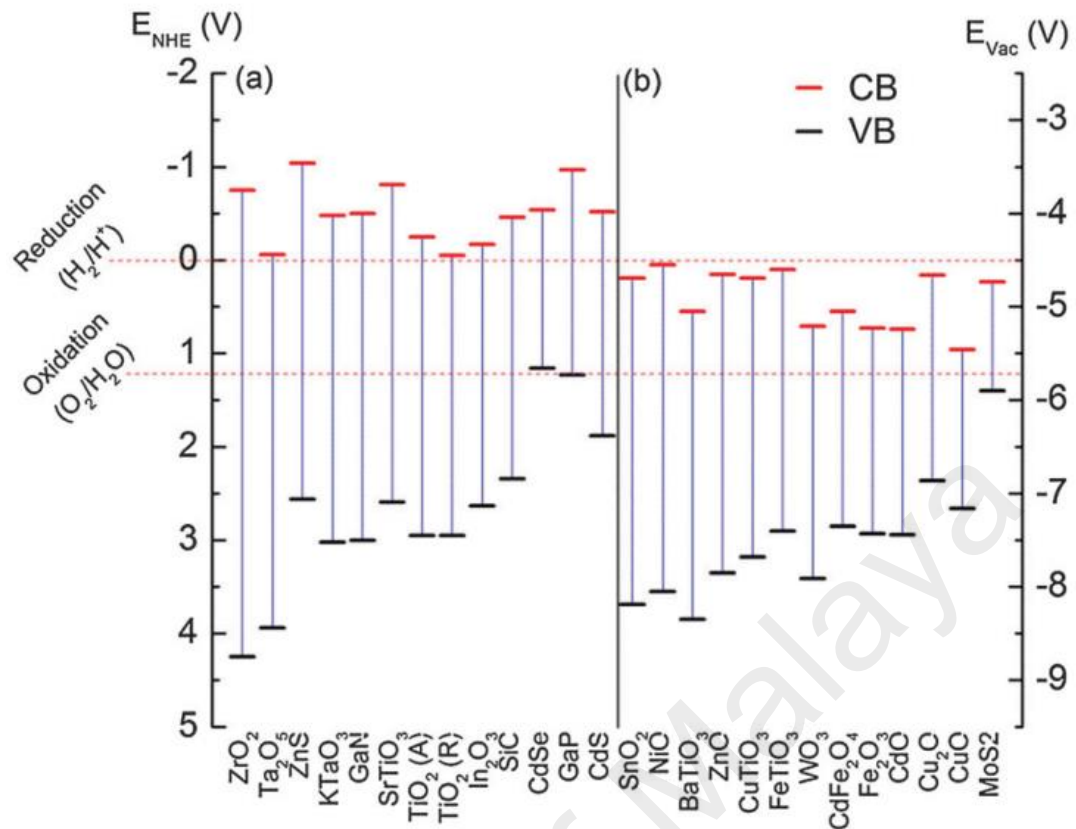 E_NHE (V)
E_Vac (V)
(a)
(b)
CB
VB
-2
-1
0
1
2
3
4
5
-3
-4
-5
-6
-7
-8
-9
Reduction
(H₂/H⁺)
Oxidation
(O₂/H₂O)
ZrO₂
Ta₂O₅
ZnS
KTaO₃
GaN
SrTiO₃
TiO₂ (A)
TiO₂ (R)
In₂O₃
SiC
CdSe
GaP
CdS
SnO₂
NiO
BaTiO₃
ZnO
CuTiO₃
FeTiO₃
WO₃
CdFe₂O₄
Fe₂O₃
CdO
Cu₂O
CuO
MoS2
of Malaya